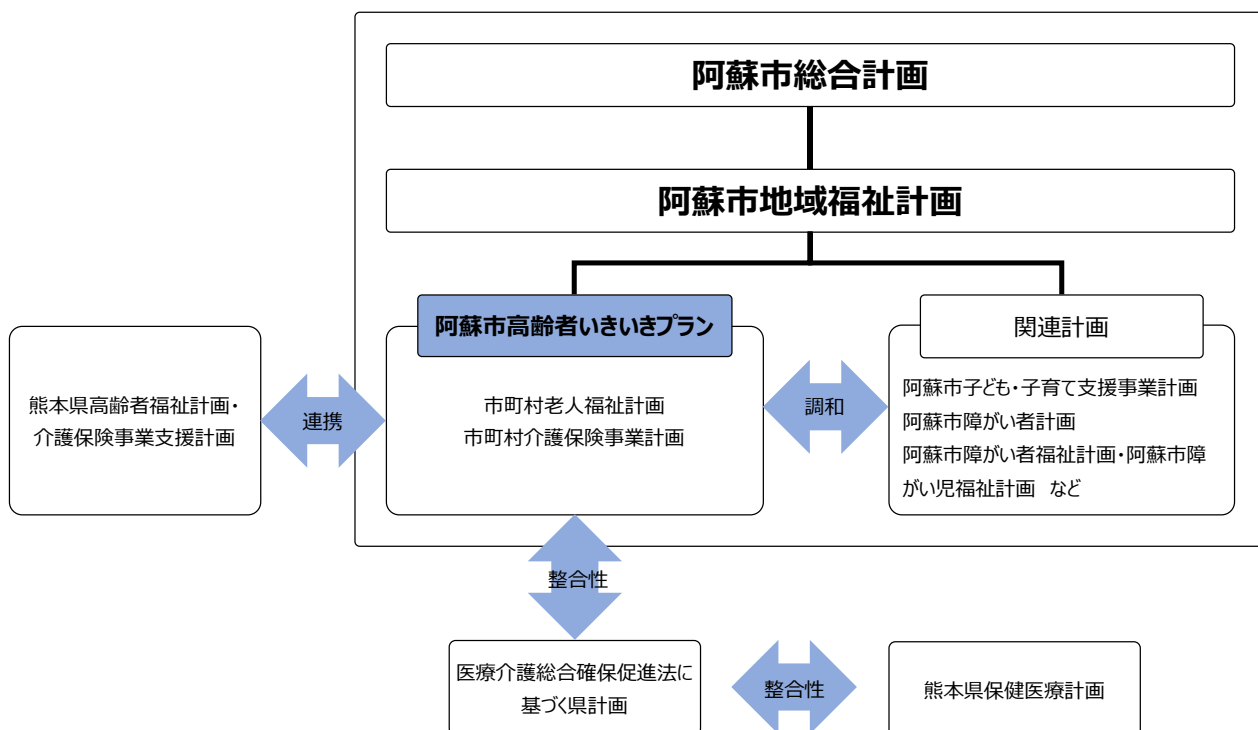 阿蘇市総合計画
阿蘇市地域福祉計画
阿蘇市高齢者いきいきプラン
関連計画
熊本県高齢者福祉計画・
介護保険事業支援計画
連携
市町村老人福祉計画
市町村介護保険事業計画
調和
阿蘇市子ども・子育て支援事業計画
阿蘇市障がい者計画
阿蘇市障がい者福祉計画・阿蘇市障
がい児福祉計画　など
整合性
医療介護総合確保促進法に
基づく県計画
整合性
熊本県保健医療計画